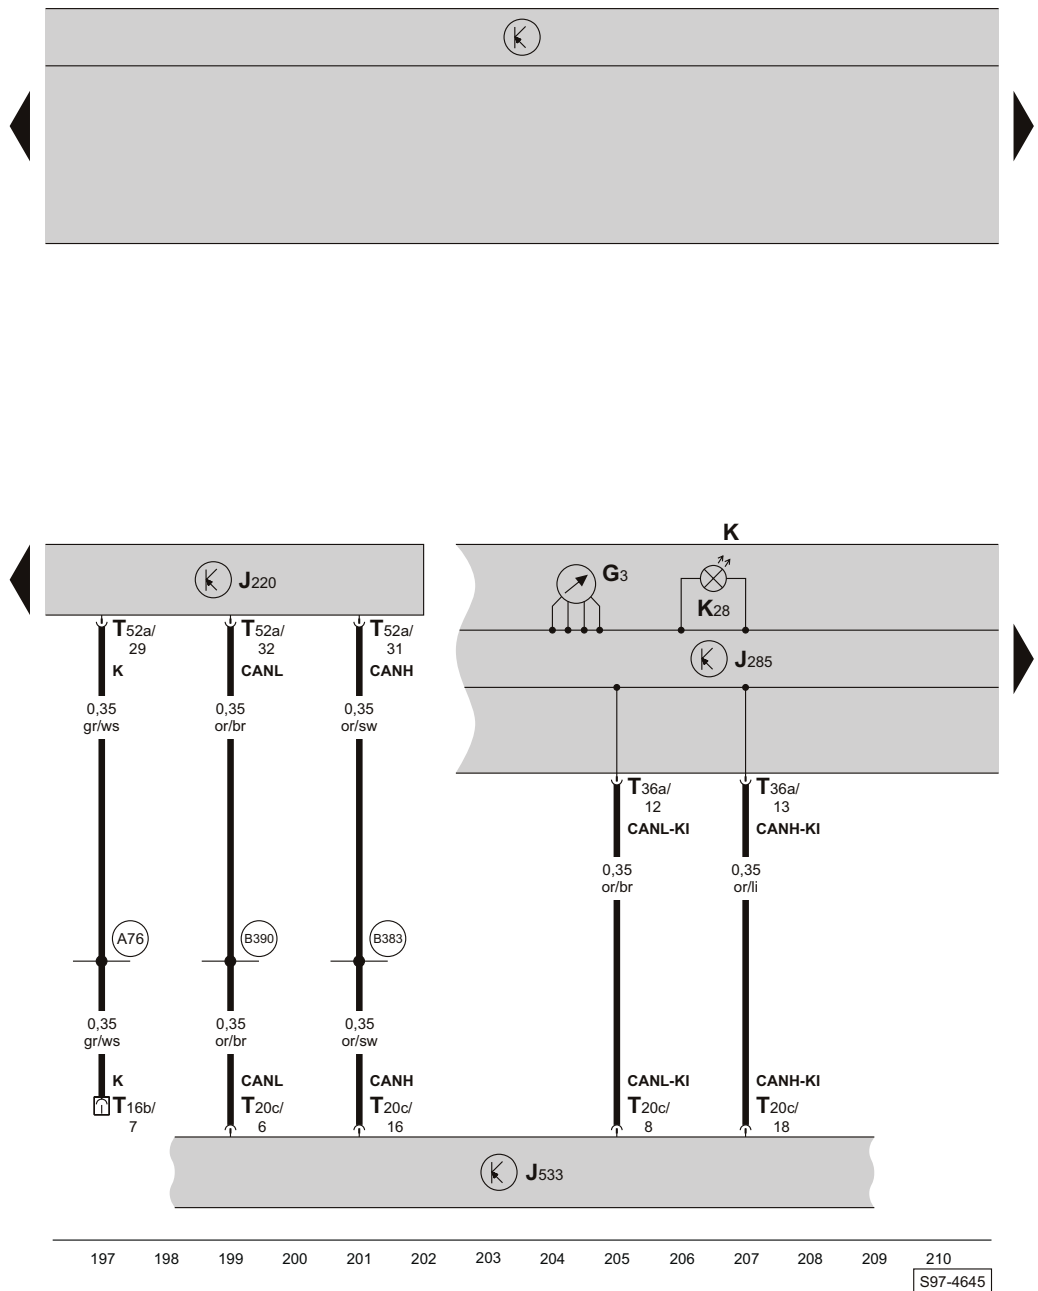 K
J220
G3
K28
T52a/
29
K
T52a/
32
CANL
T52a/
31
CANH
J285
0,35
gr/ws
0,35
or/br
0,35
or/sw
T36a/
12
CANL-KI
T36a/
13
CANH-KI
0,35
or/br
0,35
or/li
A76
B390
B383
0,35
gr/ws
0,35
or/br
0,35
or/sw
K
T16b/
7
CANL
T20c/
6
CANH
T20c/
16
CANL-KI
T20c/
8
CANH-KI
T20c/
18
J533
197 198 199 200 201 202 203 204 205 206 207 208 209 210
S97-4645